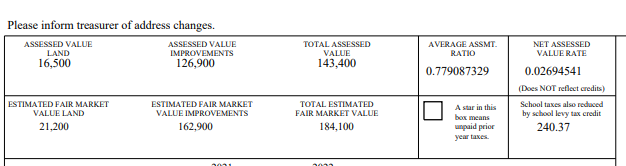 Please inform treasurer of address changes.
ASSESSED VALUE
LAND
16,500
ASSESSED VALUE
IMPROVEMENTS
126,900
TOTAL ASSESSED
VALUE
143,400
AVERAGE ASSMT.
RATIO
0.779087329
NET ASSESSED
VALUE RATE
0.02694541
(Does NOT reflect credits)
ESTIMATED FAIR MARKET
VALUE LAND
21,200
ESTIMATED FAIR MARKET
VALUE IMPROVEMENTS
162,900
TOTAL ESTIMATED
FAIR MARKET VALUE
184,100
A star in this
box means
unpaid prior
year taxes.
School taxes also reduced
by school levy tax credit
240.37